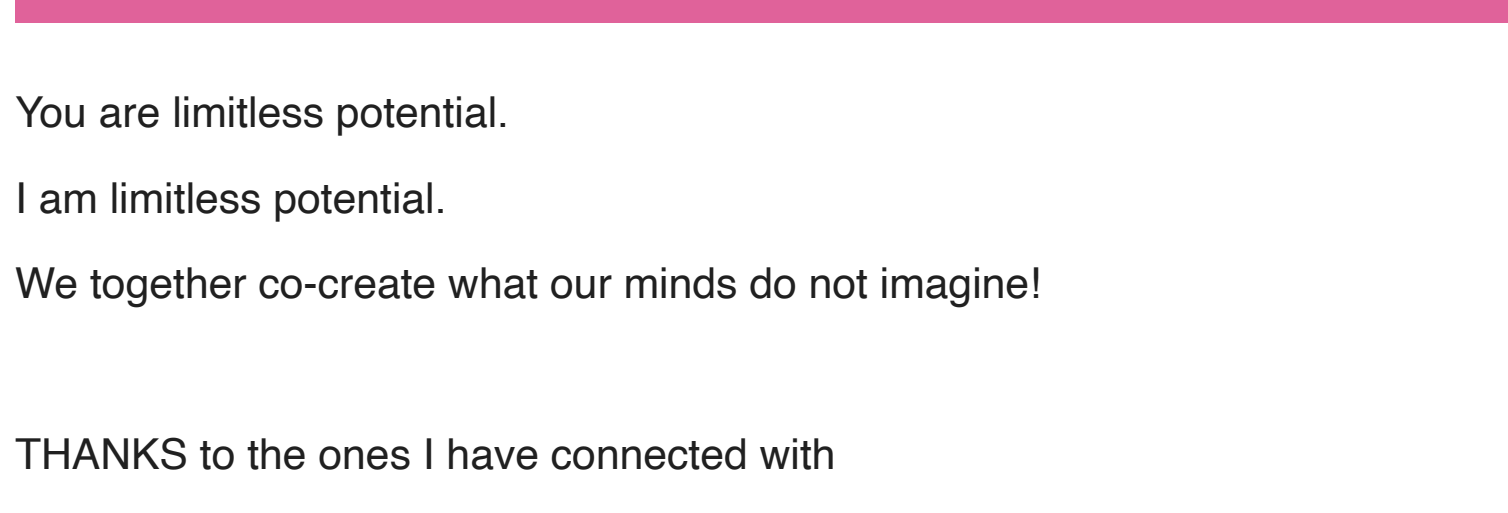 You are limitless potential.
I am limitless potential.
We together co-create what our minds do not imagine!
THANKS to the ones I have connected with